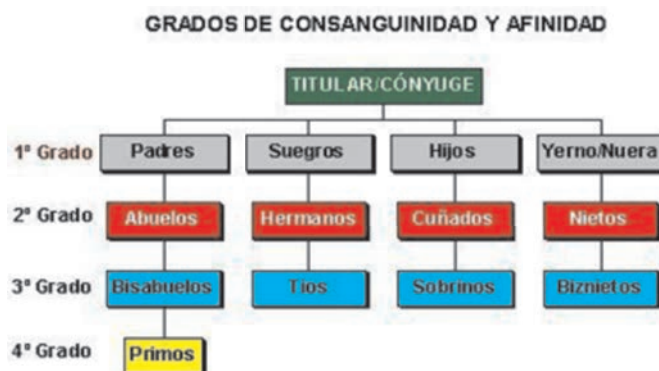 GRADOS DE CONSANGUINIDAD Y AFINIDAD
TITULAR/CÓNYUGE
1º Grado Padres Suegros Hijos Yerno/Nuera
2º Grado Abuelos Hermanos Cuñados Nietos
3º Grado Bisabuelos Tíos Sobrinos Biznietos
4º Grado Primos